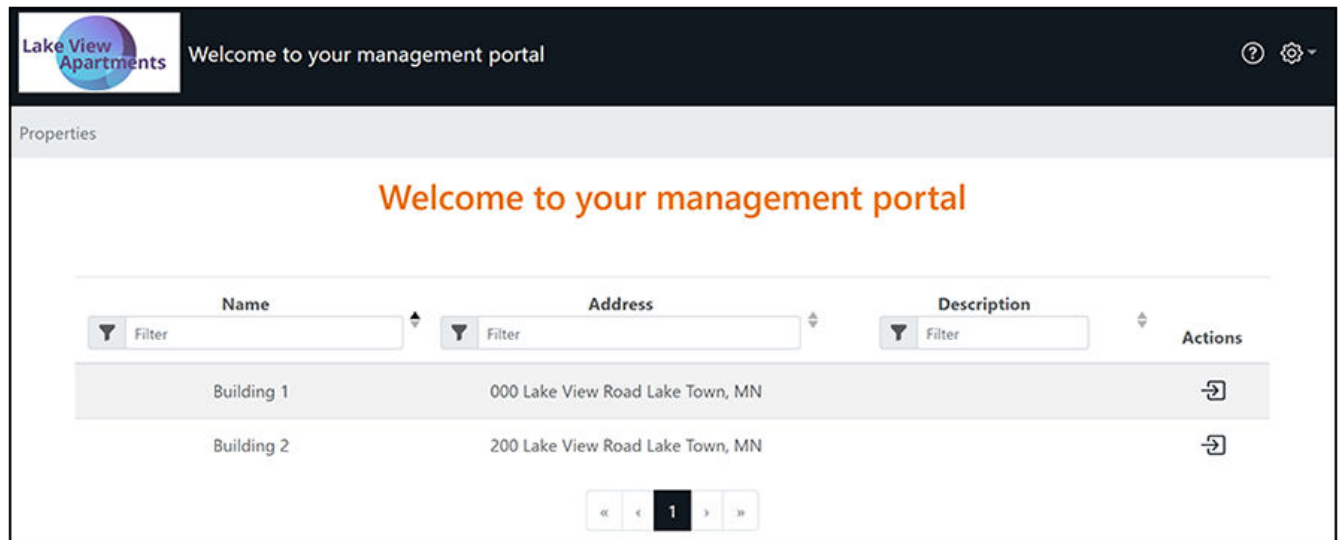 Lake View
Apartments
Welcome to your management portal
Properties
Welcome to your management portal
Name Address Description
Filter Filter Filter Actions
Building 1 000 Lake View Road Lake Town, MN
Building 2 200 Lake View Road Lake Town, MN
« ‹ 1 › »